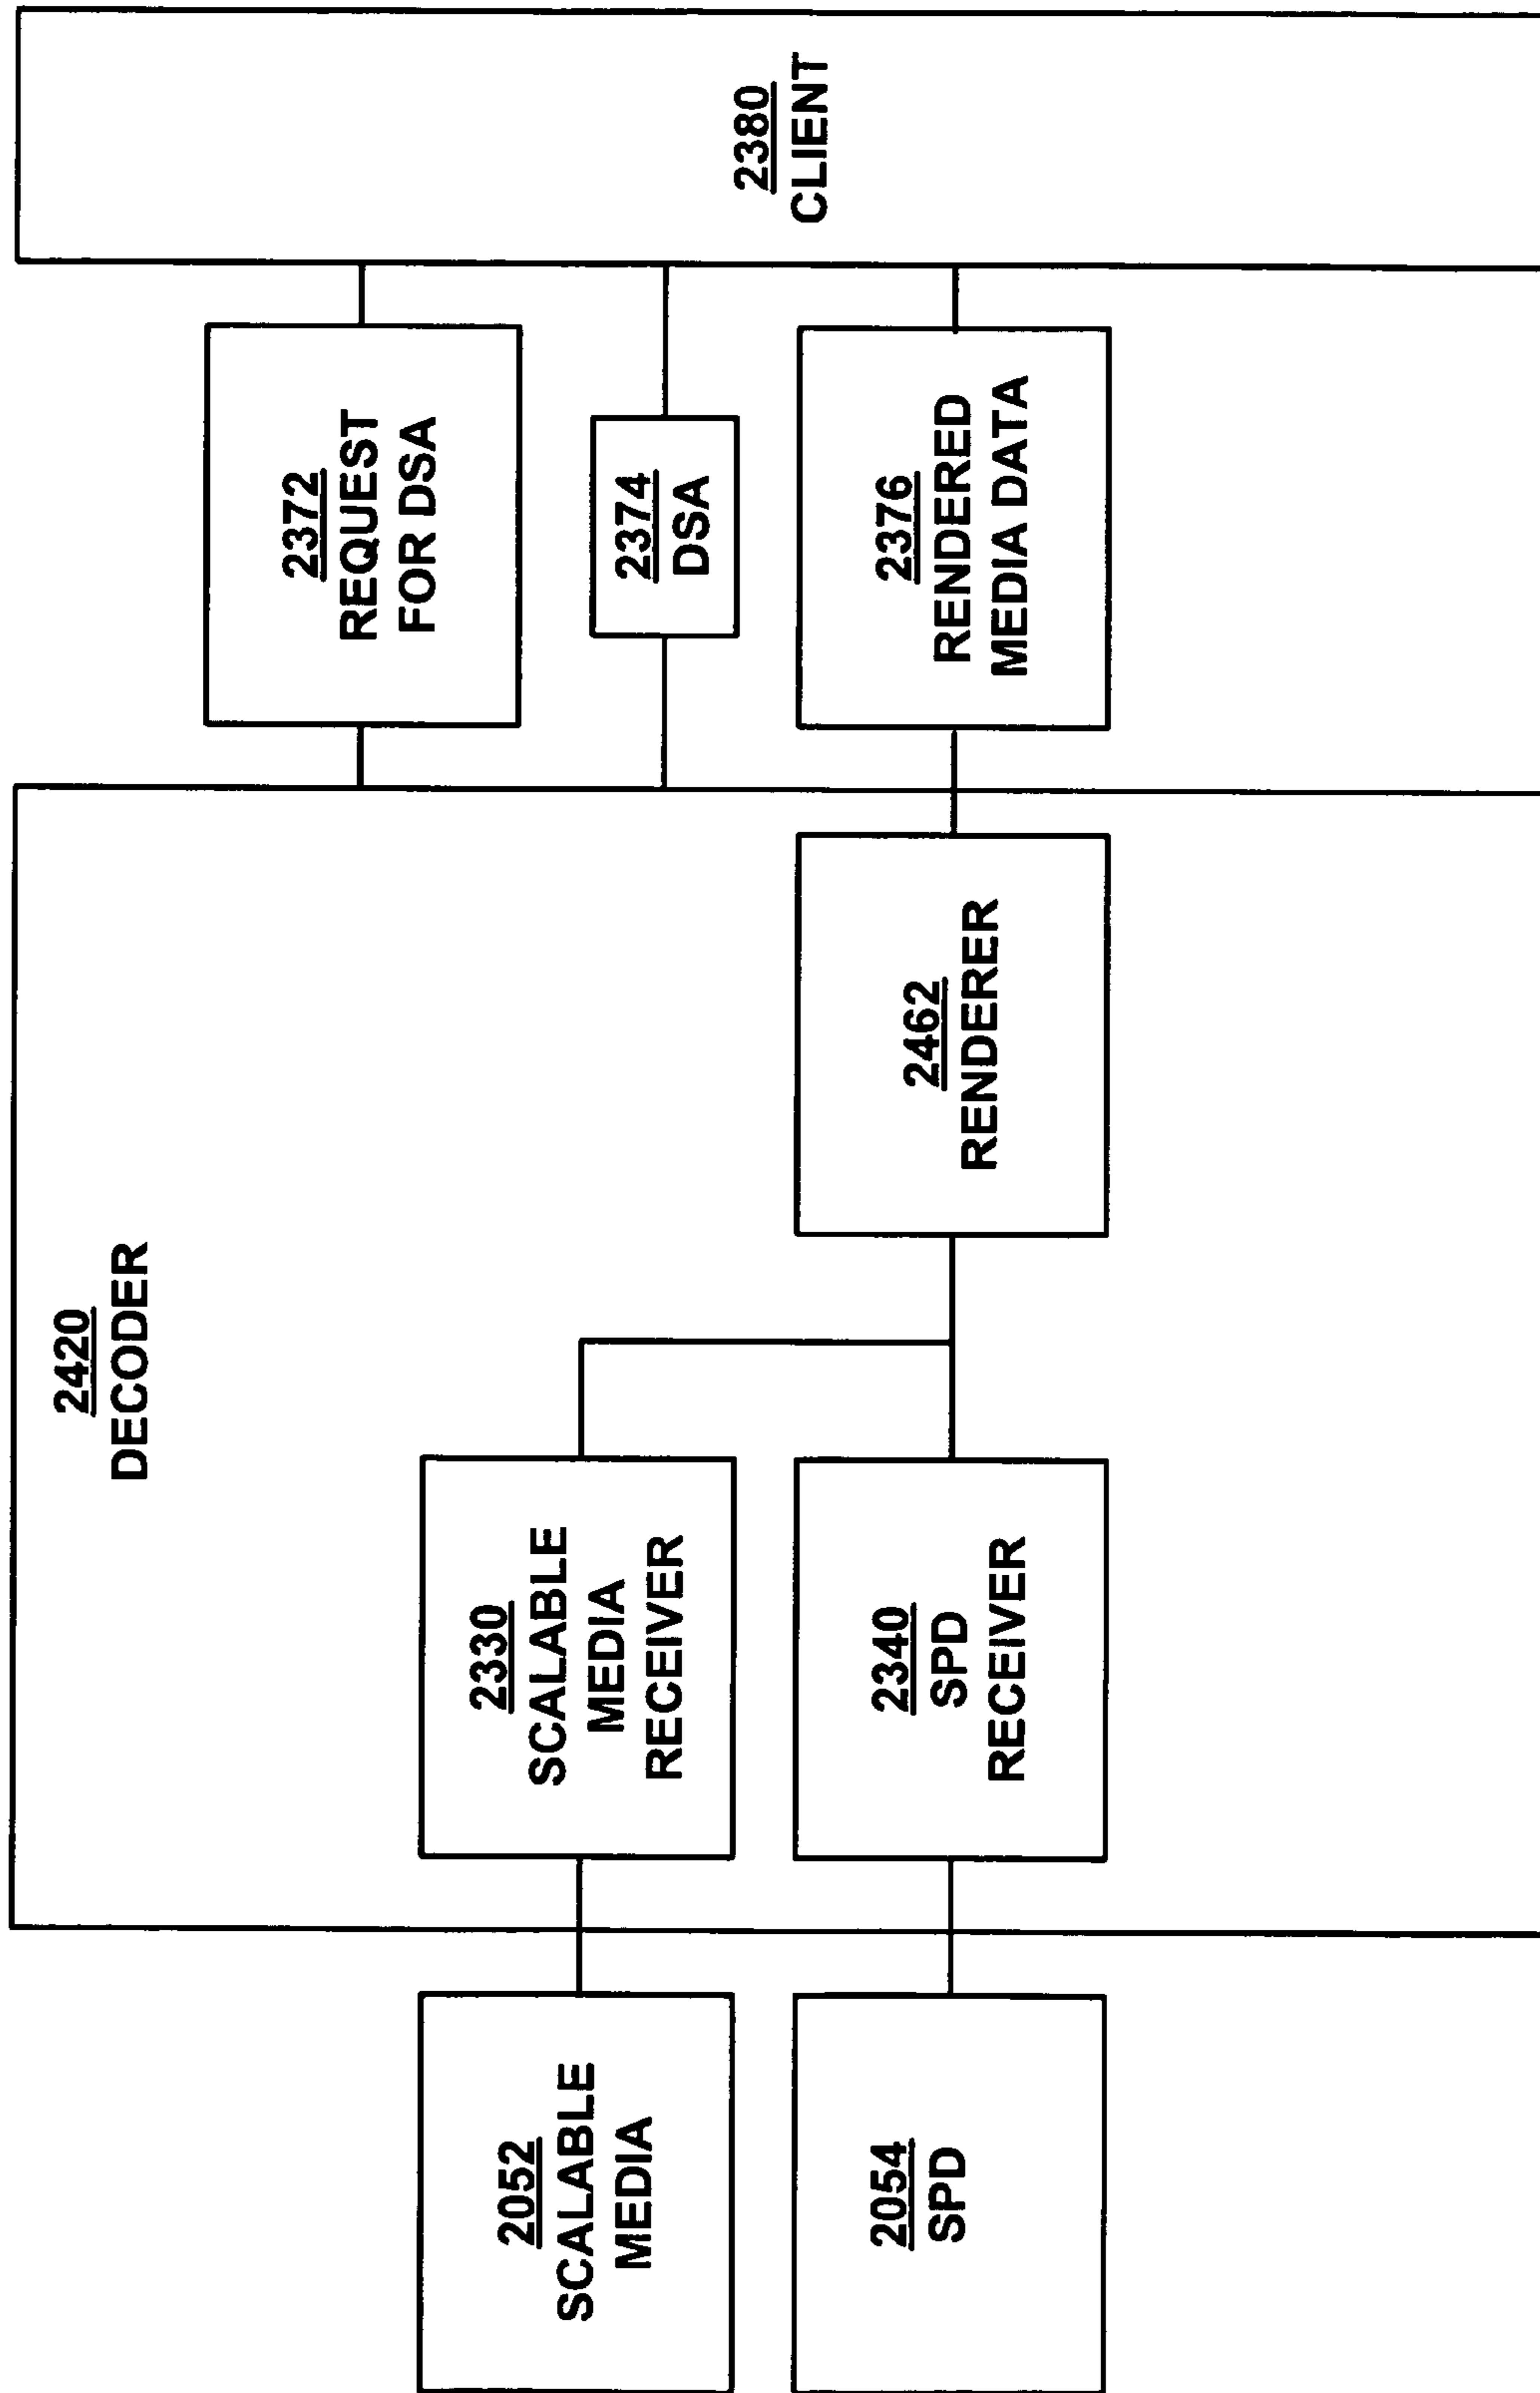 2420
DECODER
2052
SCALABLE
MEDIA
2054
SPD
2330
SCALABLE
MEDIA
RECEIVER
2340
SPD
RECEIVER
2462
RENDERER
2372
REQUEST
FOR DSA
2374
DSA
2376
RENDERED
MEDIA DATA
2380
CLIENT